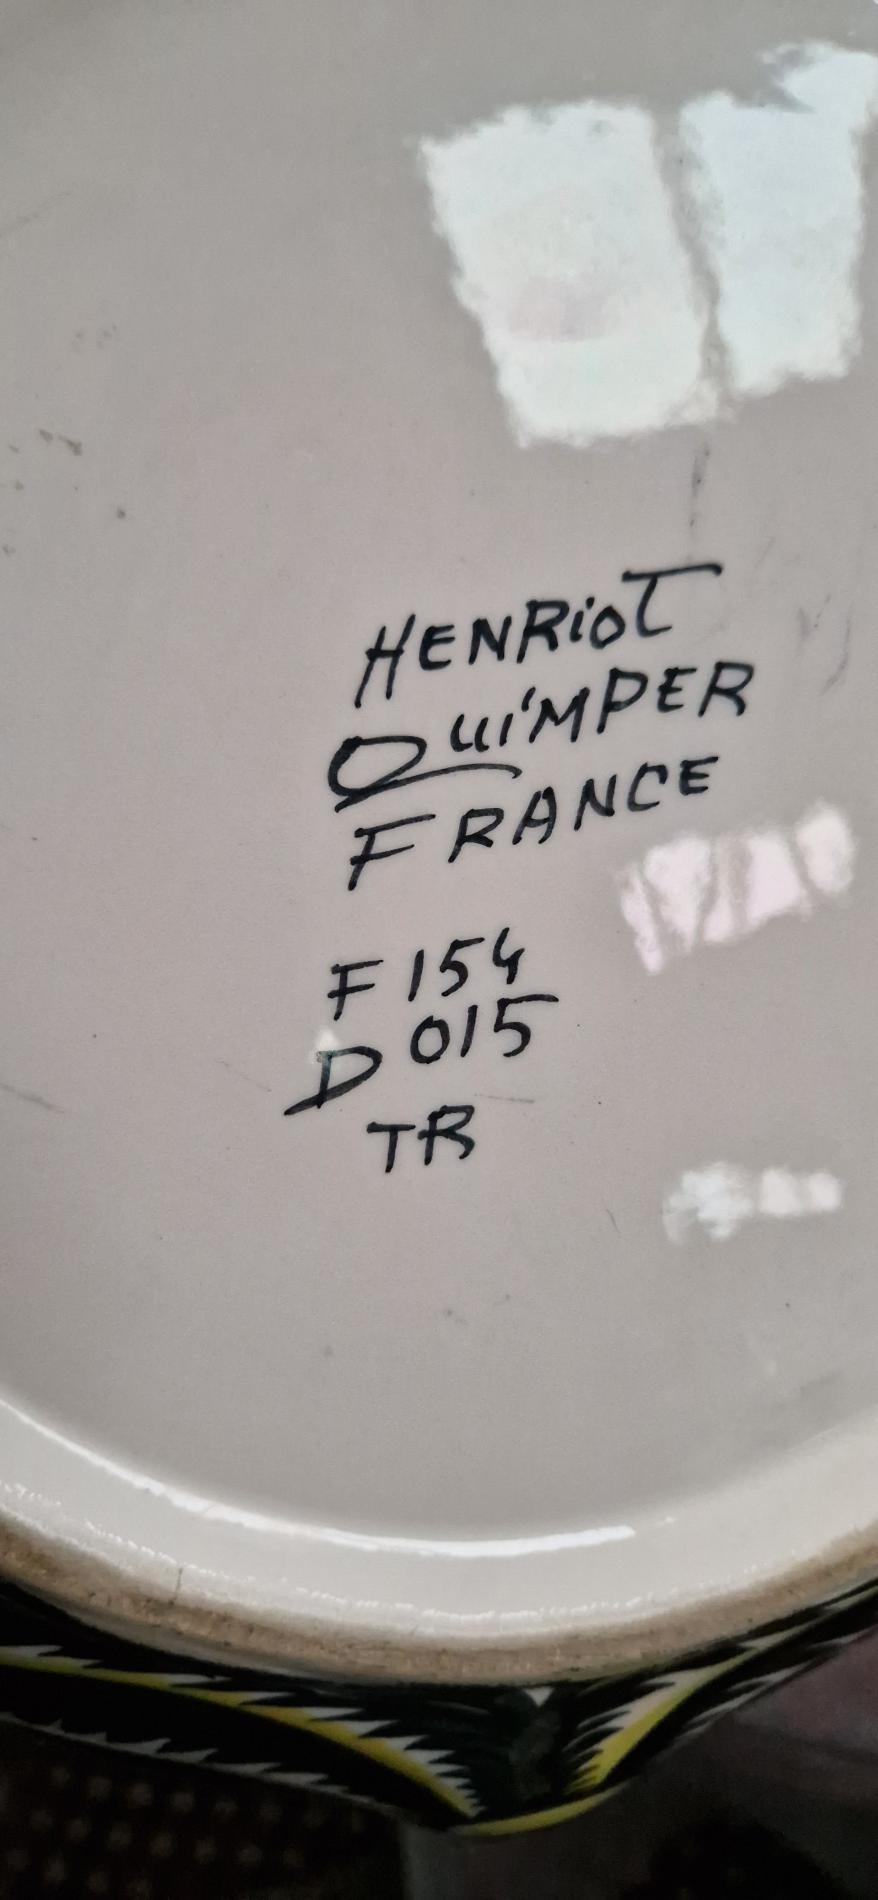 HENRiOT
QUiMPER
FRANCE
F 154
D 015
TR